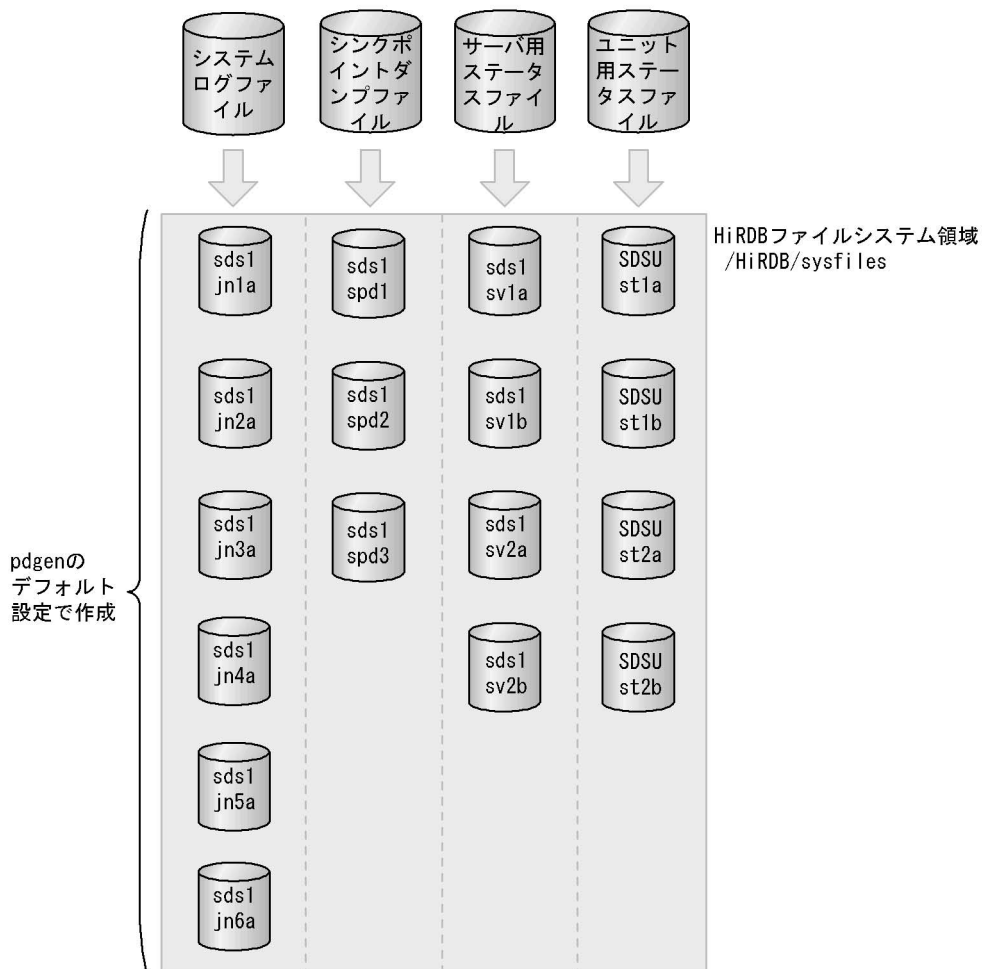 システム
ログファ
イル
シンクポ
イントダ
ンプファ
イル
サーバ用
ステータ
スファイ
ル
ユニット
用ステー
タスファ
イル
HiRDBファイルシステム領域
/HiRDB/sysfiles
sds1
jn1a
sds1
spd1
sds1
sv1a
SDSU
st1a
sds1
jn2a
sds1
spd2
sds1
sv1b
SDSU
st1b
sds1
jn3a
sds1
spd3
sds1
sv2a
SDSU
st2a
pdgenの
デフォルト
設定で作成
sds1
jn4a
sds1
sv2b
SDSU
st2b
sds1
jn5a
sds1
jn6a